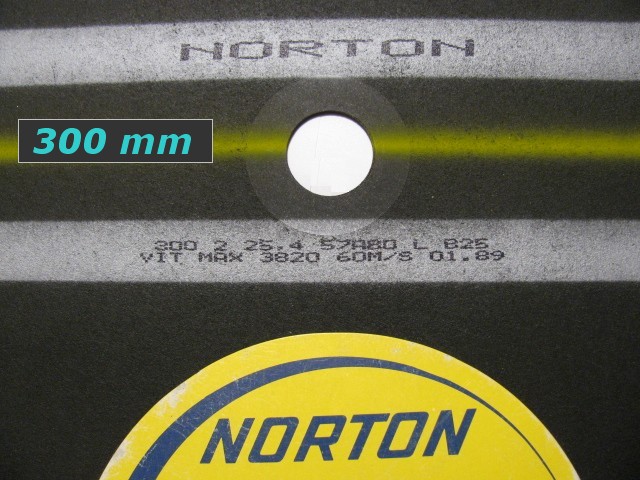 NORTON
300 mm
300 2 25.4 57A80 L B25
VIT MAX 3820 60M/S 01.89
NORTON